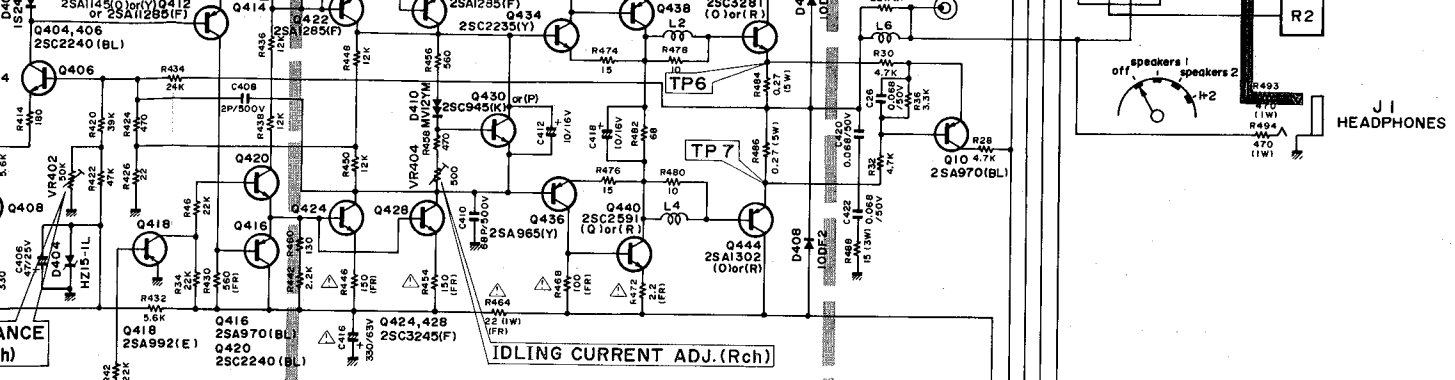 2SA1145(O)or(Y) Q412
or 2SA1285(F)
Q404,406
2SC2240(BL)
Q406
R434
24K
R414
180
R420
39K
R424
470
C408
2P/500V
VR402
50K
R422
47K
R426
22
Q408
5.6K
C406
47/25V
D404
HZ15-1L
Q418
R46
22K
R34
22K
R430
560
(FR)
R432
5.6K
Q418
2SA992(E)
Q416
2SA970(BL)
Q420
2SC2240(BL)
ANCE
h)
Q414
R436
12K
R438
12K
Q420
Q416
Q422
2SA1285(F)
R448
12K
R450
12K
Q424
R460
130
R442
2.2K
R446
150
(FR)
C416
330/63V
2SA1285(F)
R456
560
D410
MV12YM
R458
470
VR404
500
Q428
R454
150
(FR)
Q424,428
2SC3245(F)
Q430
2SC945(K) or(P)
C410
68P/500V
R464
22 (1W)
(FR)
IDLING CURRENT ADJ.(Rch)
Q434
2SC2235(Y)
C412
10/16V
R474
15
C418
10/16V
R482
68
R476
15
Q436
2SA965(Y)
R468
100
(FR)
Q438
L2
R478
10
R480
10
L4
Q440
2SC2591
(Q)or(R)
R472
2.2
(FR)
TP6
TP7
2SC3281
(O)or(R)
R484
0.27
(5W)
R486
0.27(5W)
Q444
2SA1302
(O)or(R)
D408
10DF2
C420
0.068/50V
C422
0.068
/50V
R488
15 (3W)
L6
R30
4.7K
C26
0.068
/50V
R36
3.3K
R32
4.7K
Q10
2SA970(BL)
R28
4.7K
R2
off
speakers 1
speakers 2
1+2
R493
470
(1W)
R494
470
(1W)
J1
HEADPHONES